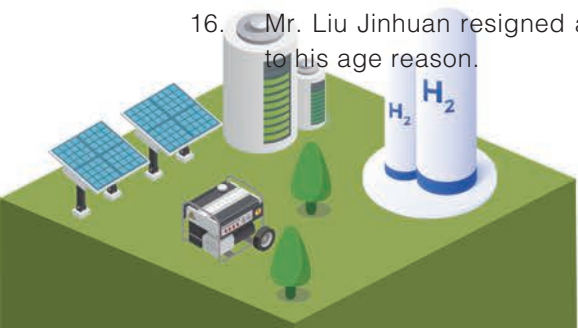 16. Mr. Liu Jinhuan resigned
to his age reason.
H₂
H₂